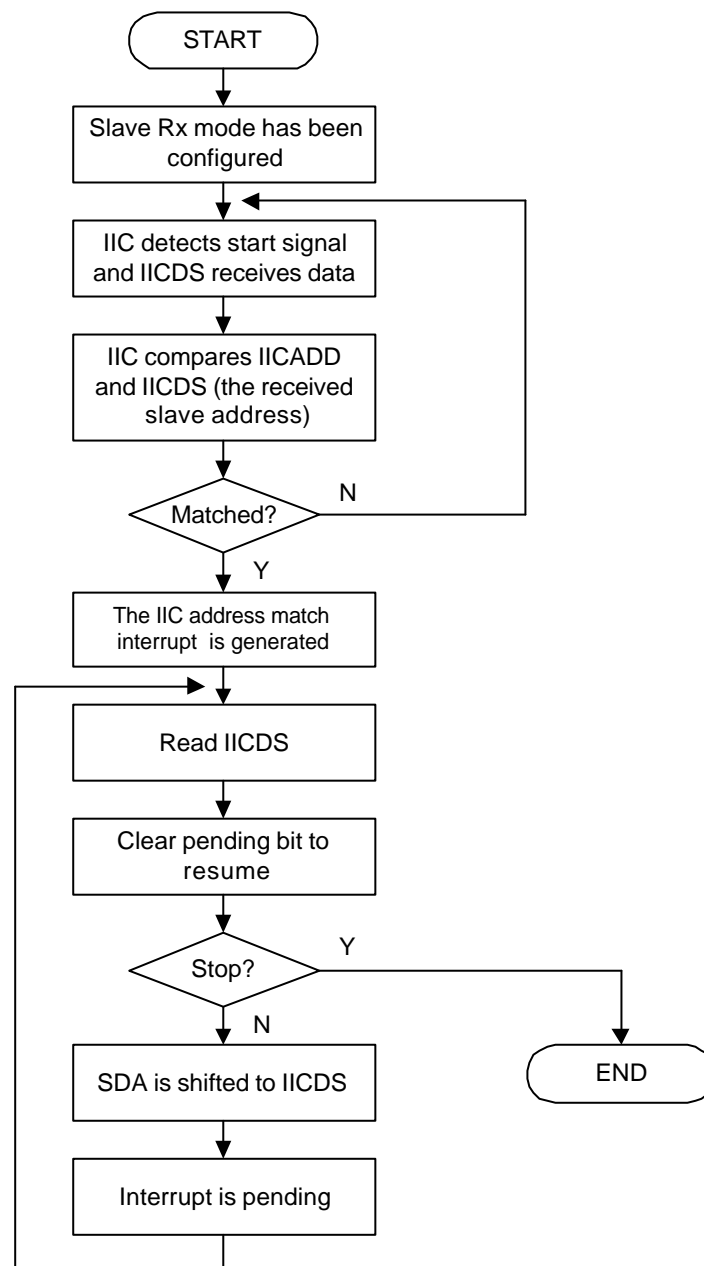 START
Slave Rx mode has been
configured
IIC detects start signal
and IICDS receives data
IIC compares IICADD
and IICDS (the received
slave address)
N
Matched?
Y
The IIC address match
interrupt is generated
Read IICDS
Clear pending bit to
resume
Y
Stop?
N
SDA is shifted to IICDS
END
Interrupt is pending